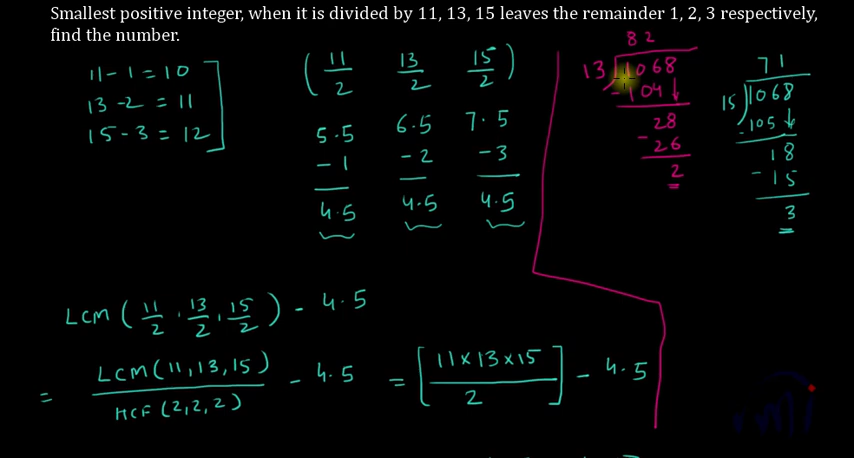 Smallest positive integer, when it is divided by 11, 13, 15 leaves the remainder 1, 2, 3 respectively,
find the number.
11 - 1 = 10
13 - 2 = 11
15 - 3 = 12
( 11/2 13/2 15/2 )
5.5 6.5 7.5
- 1 - 2 - 3
4.5 4.5 4.5
82
13 1068
- 104
28
- 26
2
71
15 1068
- 105
18
- 15
3
LCM ( 11/2 , 13/2 , 15/2 ) - 4.5
= LCM (11, 13, 15) / HCF (2, 2, 2) - 4.5 = [ 11 x 13 x 15 / 2 ] - 4.5